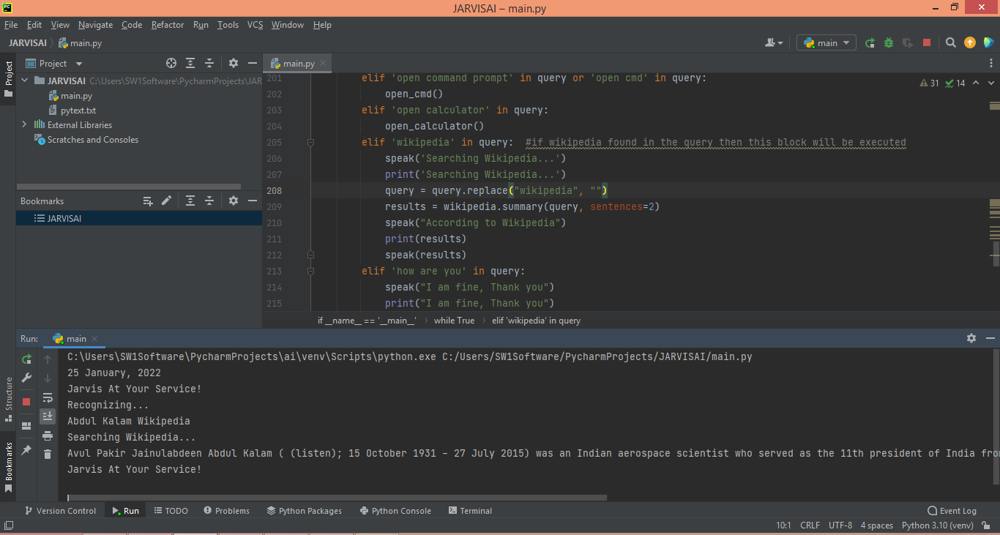 PC
JARVISAI – main.py
File Edit View Navigate Code Refactor Run Tools VCS Window Help
JARVISAI main.py
main
Project
Project
main.py
JARVISAI C:\Users\SW1Software\PycharmProjects\JAR
main.py
pytext.txt
External Libraries
Scratches and Consoles
Bookmarks
JARVISAI
31 14
201 elif 'open command prompt' in query or 'open cmd' in query:
202 open_cmd()
203 elif 'open calculator' in query:
204 open_calculator()
205 elif 'wikipedia' in query: #if wikipedia found in the query then this block will be executed
206 speak('Searching Wikipedia...')
207 print('Searching Wikipedia...')
208 query = query.replace("wikipedia", "")
209 results = wikipedia.summary(query, sentences=2)
210 speak("According to Wikipedia")
211 print(results)
212 speak(results)
213 elif 'how are you' in query:
214 speak("I am fine, Thank you")
215 print("I am fine, Thank you")
if __name__ == '__main__' while True elif 'wikipedia' in query
Run: main
C:\Users\SW1Software\PycharmProjects\ai\venv\Scripts\python.exe C:/Users/SW1Software/PycharmProjects/JARVISAI/main.py
25 January, 2022
Jarvis At Your Service!
Recognizing...
Abdul Kalam Wikipedia
Searching Wikipedia...
Avul Pakir Jainulabdeen Abdul Kalam ( (listen); 15 October 1931 – 27 July 2015) was an Indian aerospace scientist who served as the 11th president of India fro
Jarvis At Your Service!
Structure
Bookmarks
Version Control Run TODO Problems Python Packages Python Console Terminal Event Log
10:1 CRLF UTF-8 4 spaces Python 3.10 (venv)